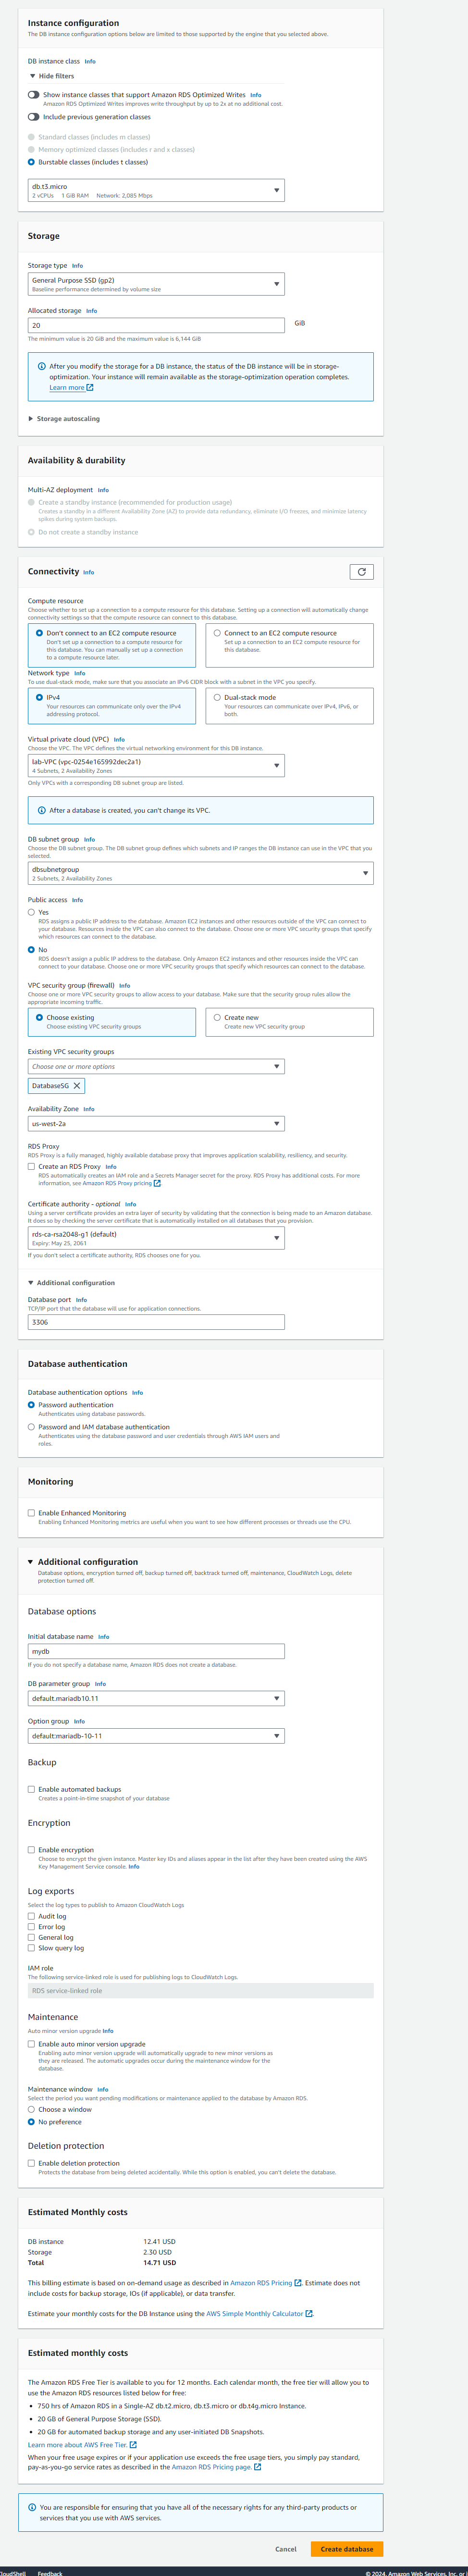 Instance configuration
The DB instance configuration options below are limited to those supported by the engine that you selected above.
DB instance class Info
Hide filters
Show instance classes that support Amazon RDS Optimized Writes Info
Amazon RDS Optimized Writes improves write throughput by up to 2x at no additional cost.
Include previous generation classes
Standard classes (includes m classes)
Memory optimized classes (includes r and x classes)
Burstable classes (includes t classes)
db.t3.micro
2 vCPUs 1 GiB RAM Network: 2,085 Mbps
Storage
Storage type Info
General Purpose SSD (gp2)
Baseline performance determined by volume size
Allocated storage Info
20
GiB
The minimum value is 20 GiB and the maximum value is 6,144 GiB
After you modify the storage for a DB instance, the status of the DB instance will be in storage-
optimization. Your instance will remain available as the storage-optimization operation completes.
Learn more
Storage autoscaling
Availability & durability
Multi-AZ deployment Info
Create a standby instance (recommended for production usage)
Creates a standby in a different Availability Zone (AZ) to provide data redundancy, eliminate I/O freezes, and minimize latency
spikes during system backups.
Do not create a standby instance
Connectivity Info
Compute resource
Choose whether to set up a connection to a compute resource for this database. Setting up a connection will automatically change
connectivity settings so that the compute resource can connect to this database.
Don't connect to an EC2 compute resource
Don't set up a connection to a compute resource for
this database. You can manually set up a connection
to a compute resource later.
Connect to an EC2 compute resource
Set up a connection to an EC2 compute resource for
this database.
Network type Info
To use dual-stack mode, make sure that you associate an IPv6 CIDR block with a subnet in the VPC you specify.
IPv4
Your resources can communicate only over the IPv4
addressing protocol.
Dual-stack mode
Your resources can communicate over IPv4, IPv6, or
both.
Virtual private cloud (VPC) Info
Choose the VPC. The VPC defines the virtual networking environment for this DB instance.
lab-VPC (vpc-0254e165992dec2a1)
4 Subnets, 2 Availability Zones
Only VPCs with a corresponding DB subnet group are listed.
After a database is created, you can't change its VPC.
DB subnet group Info
Choose the DB subnet group. The DB subnet group defines which subnets and IP ranges the DB instance can use in the VPC that you
selected.
dbsubnetgroup
2 Subnets, 2 Availability Zones
Public access Info
Yes
RDS assigns a public IP address to the database. Amazon EC2 instances and other resources outside of the VPC can connect to
your database. Resources inside the VPC can also connect to the database. Choose one or more VPC security groups that specify
which resources can connect to the database.
No
RDS doesn't assign a public IP address to the database. Only Amazon EC2 instances and other resources inside the VPC can
connect to your database. Choose one or more VPC security groups that specify which resources can connect to the database.
VPC security group (firewall) Info
Choose one or more VPC security groups to allow access to your database. Make sure that the security group rules allow the
appropriate incoming traffic.
Choose existing
Choose existing VPC security groups
Create new
Create new VPC security group
Existing VPC security groups
Choose one or more options
DatabaseSG
Availability Zone Info
us-west-2a
RDS Proxy
RDS Proxy is a fully managed, highly available database proxy that improves application scalability, resiliency, and security.
Create an RDS Proxy Info
RDS automatically creates an IAM role and a Secrets Manager secret for the proxy. RDS Proxy has additional costs. For more
information, see Amazon RDS Proxy pricing
Certificate authority - optional Info
Using a server certificate provides an extra layer of security by validating that the connection is being made to an Amazon database.
It does so by checking the server certificate that is automatically installed on all databases that you provision.
rds-ca-rsa2048-g1 (default)
Expiry: May 25, 2061
If you don't select a certificate authority, RDS chooses one for you.
Additional configuration
Database port Info
TCP/IP port that the database will use for application connections.
3306
Database authentication
Database authentication options Info
Password authentication
Authenticates using database passwords.
Password and IAM database authentication
Authenticates using the database password and user credentials through AWS IAM users and
roles.
Monitoring
Enable Enhanced Monitoring
Enabling Enhanced Monitoring metrics are useful when you want to see how different processes or threads use the CPU.
Additional configuration
Database options, encryption turned off, backup turned off, backtrack turned off, maintenance, CloudWatch Logs, delete
protection turned off.
Database options
Initial database name Info
mydb
If you do not specify a database name, Amazon RDS does not create a database.
DB parameter group Info
default.mariadb10.11
Option group Info
default:mariadb-10-11
Backup
Enable automated backups
Creates a point-in-time snapshot of your database
Encryption
Enable encryption
Choose to encrypt the given instance. Master key IDs and aliases appear in the list after they have been created using the AWS
Key Management Service console. Info
Log exports
Select the log types to publish to Amazon CloudWatch Logs
Audit log
Error log
General log
Slow query log
IAM role
The following service-linked role is used for publishing logs to CloudWatch Logs.
RDS service-linked role
Maintenance
Auto minor version upgrade Info
Enable auto minor version upgrade
Enabling auto minor version upgrade will automatically upgrade to new minor versions as
they are released. The automatic upgrades occur during the maintenance window for the
database.
Maintenance window Info
Select the period you want pending modifications or maintenance applied to the database by Amazon RDS.
Choose a window
No preference
Deletion protection
Enable deletion protection
Protects the database from being deleted accidentally. While this option is enabled, you can't delete the database.
Estimated Monthly costs
DB instance 12.41 USD
Storage 2.30 USD
Total 14.71 USD
This billing estimate is based on on-demand usage as described in Amazon RDS Pricing. Estimate does not
include costs for backup storage, IOs (if applicable), or data transfer.
Estimate your monthly costs for the DB Instance using the AWS Simple Monthly Calculator.
Estimated monthly costs
The Amazon RDS Free Tier is available to you for 12 months. Each calendar month, the free tier will allow you to
use the Amazon RDS resources listed below for free:
• 750 hrs of Amazon RDS in a Single-AZ db.t2.micro, db.t3.micro or db.t4g.micro Instance.
• 20 GB of General Purpose Storage (SSD).
• 20 GB for automated backup storage and any user-initiated DB Snapshots.
Learn more about AWS Free Tier.
When your free usage expires or if your application use exceeds the free usage tiers, you simply pay standard,
pay-as-you-go service rates as described in the Amazon RDS Pricing page.
You are responsible for ensuring that you have all of the necessary rights for any third-party products or
services that you use with AWS services.
Cancel Create database
CloudShell Feedback © 2024, Amazon Web Services, Inc. or